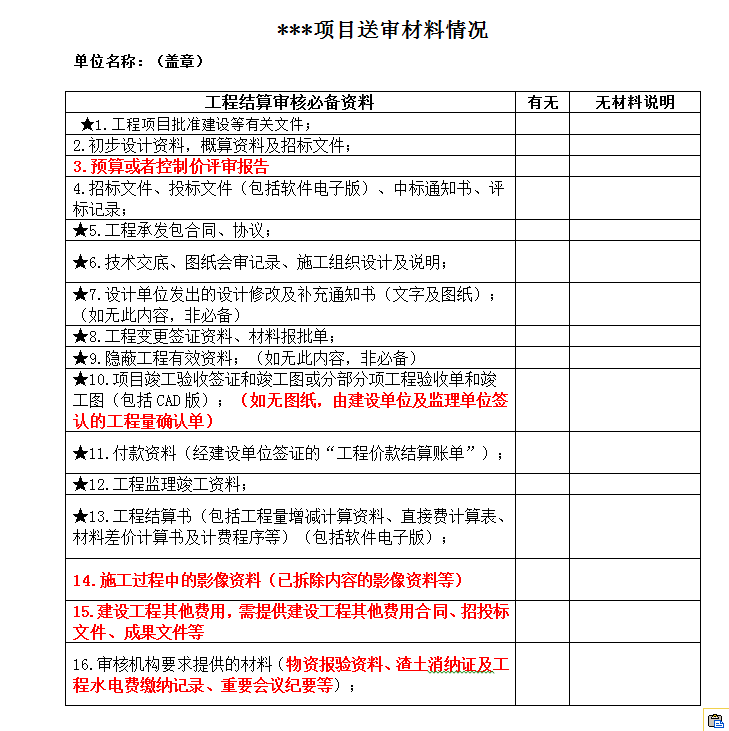 ***项目送审材料情况
单位名称：（盖章）
工程结算审核必备资料 有无 无材料说明
★1.工程项目批准建设等有关文件；
2.初步设计资料，概算资料及招标文件；
3.预算或者控制价评审报告
4.招标文件、投标文件（包括软件电子版）、中标通知书、评
标记录；
★5.工程承发包合同、协议；
★6.技术交底、图纸会审记录、施工组织设计及说明；
★7.设计单位发出的设计修改及补充通知书（文字及图纸）；
（如无此内容，非必备）
★8.工程变更签证资料、材料报批单；
★9.隐蔽工程有效资料；（如无此内容，非必备）
★10.项目竣工验收签证和竣工图或分部分项工程验收单和竣
工图（包括CAD版）；（如无图纸，由建设单位及监理单位签
认的工程量确认单）
★11.付款资料（经建设单位签证的“工程价款结算账单”）；
★12.工程监理竣工资料；
★13.工程结算书（包括工程量增减计算资料、直接费计算表、
材料差价计算书及计费程序等）（包括软件电子版）；
14.施工过程中的影像资料（已拆除内容的影像资料等）
15.建设工程其他费用，需提供建设工程其他费用合同、招投标
文件、成果文件等
16.审核机构要求提供的材料（物资报验资料、渣土消纳证及工
程水电费缴纳记录、重要会议纪要等）；